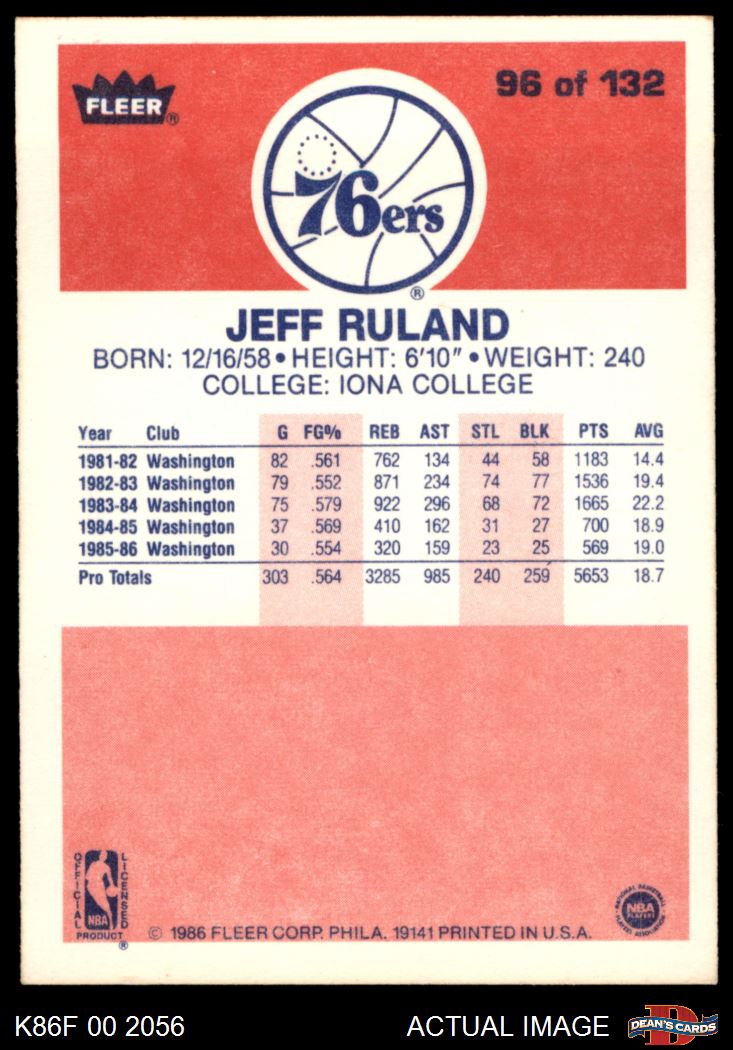 FLEER®
96 of 132
76ers
®
JEFF RULAND
BORN: 12/16/58 • HEIGHT: 6'10" • WEIGHT: 240
COLLEGE: IONA COLLEGE
Year Club G FG% REB AST STL BLK PTS AVG
1981-82 Washington 82 .561 762 134 44 58 1183 14.4
1982-83 Washington 79 .552 871 234 74 77 1536 19.4
1983-84 Washington 75 .579 922 296 68 72 1665 22.2
1984-85 Washington 37 .569 410 162 31 27 700 18.9
1985-86 Washington 30 .554 320 159 23 25 569 19.0
Pro Totals 303 .564 3285 985 240 259 5653 18.7
OFFICIAL
LICENSED
NBA
PRODUCT
®
© 1986 FLEER CORP. PHILA. 19141 PRINTED IN U.S.A.
NATIONAL BASKETBALL
NBA
PLAYERS
PLAYERS ASSOCIATION
K86F 00 2056
ACTUAL IMAGE
D
DEAN'S CARDS